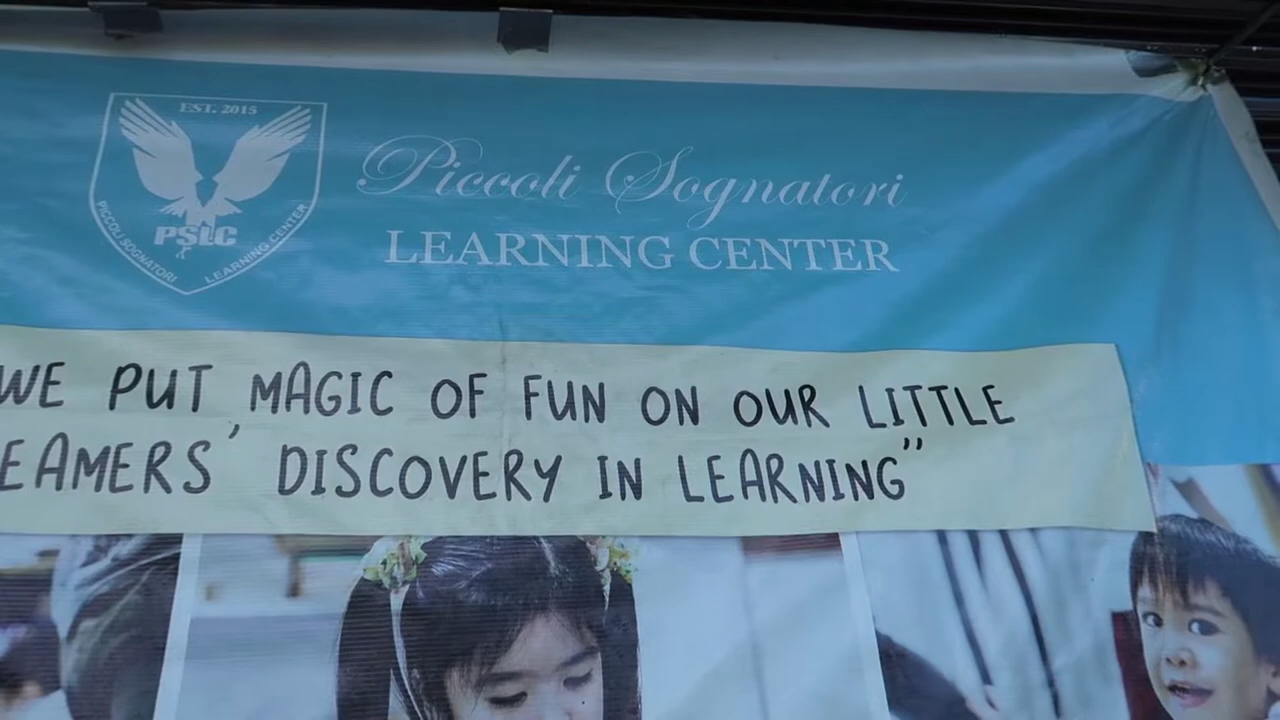 EST. 2015
PSLC
PICCOLI SOGNATORI LEARNING CENTER
Piccoli Sognatori
LEARNING CENTER
WE PUT MAGIC OF FUN ON OUR LITTLE
EAMERS' DISCOVERY IN LEARNING”